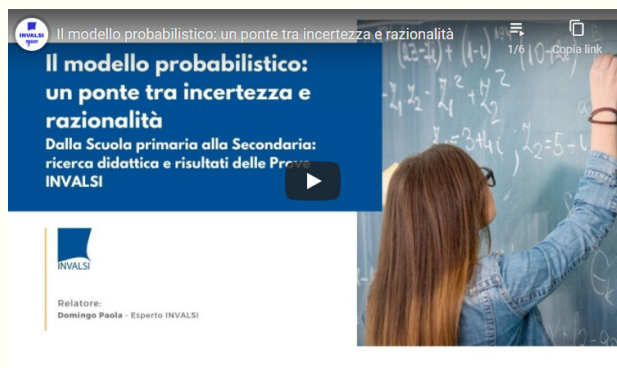 INVALSI
open
Il modello probabilistico: un ponte tra incertezza e razionalità
1/6
Copia link
Il modello probabilistico:
un ponte tra incertezza e
razionalità
Dalla Scuola primaria alla Secondaria:
ricerca didattica e risultati delle Prove
INVALSI
INVALSI
Relatore:
Domingo Paola - Esperto INVALSI